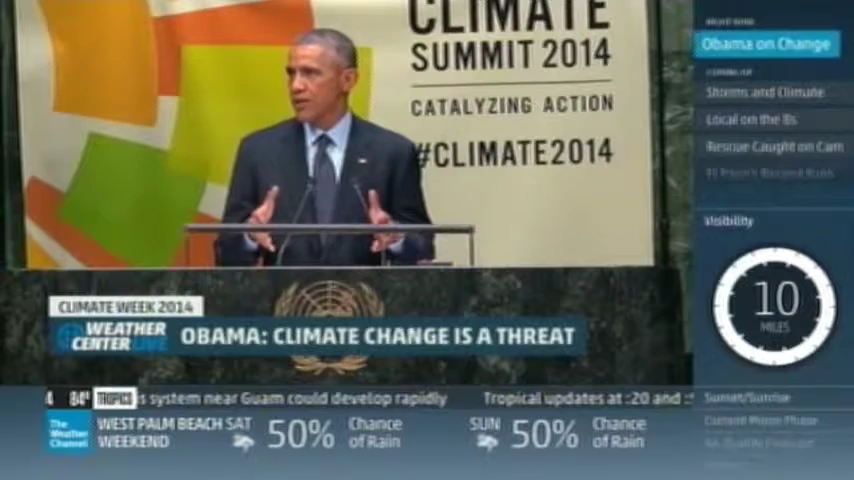 CLIMATE
SUMMIT 2014
CATALYZING ACTION
#CLIMATE2014
Obama on Change
Storms and Climate
Local on the 8s
Rescue Caught on Cam
Visibility
10
MILES
CLIMATE WEEK 2014
WEATHER
CENTER LIVE
OBAMA: CLIMATE CHANGE IS A THREAT
4 84° TROPICS s system near Guam could develop rapidly Tropical updates at :20 and :5
Sunset/Sunrise
Current Moon Phase
The
Weather
Channel
WEST PALM BEACH
WEEKEND
SAT 50% Chance of Rain
SUN 50% Chance of Rain